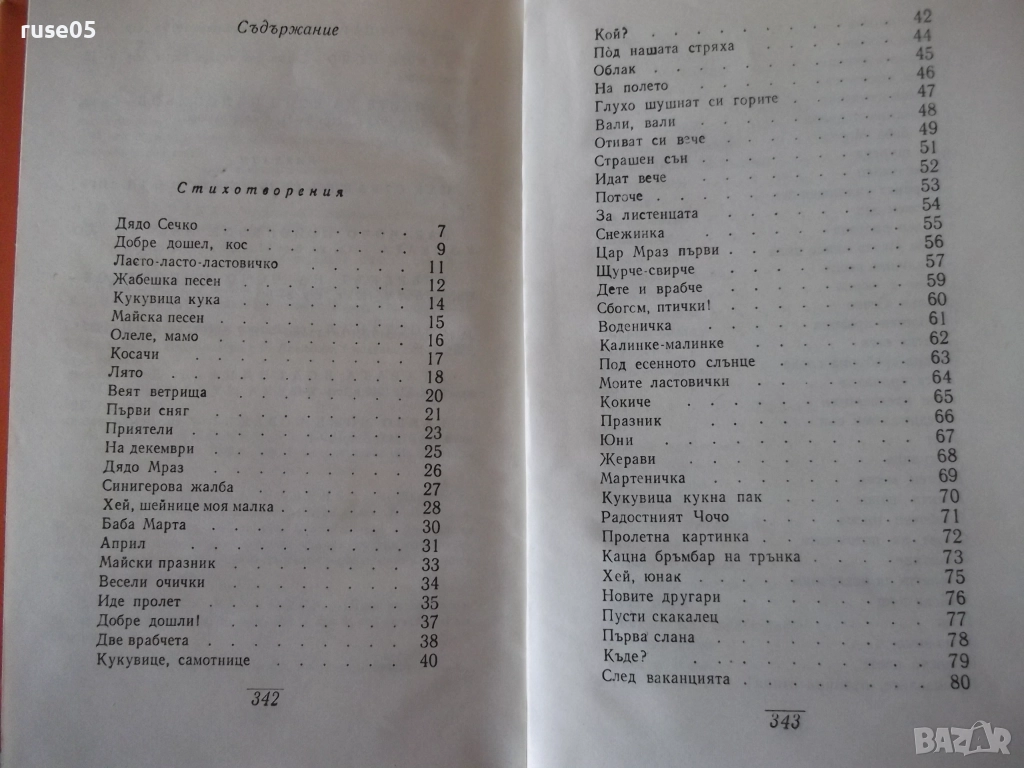 ruse05
Съдържание
Стихотворения
Дядо Сечко . . . . . . . 7
Добре дошел, кос . . . . . . . 9
Ласто-ласто-ластовичко . . . . . 11
Жабешка песен . . . . . . . 12
Кукувица кука . . . . . . . 14
Майска песен . . . . . . . 15
Олеле, мамо . . . . . . . 16
Косачи . . . . . . . 17
Лято . . . . . . . 18
Веят ветрища . . . . . . . 20
Първи сняг . . . . . . . 21
Приятели . . . . . . . 23
На декември . . . . . . . 25
Дядо Мраз . . . . . . . 26
Синигерова жалба . . . . . . . 27
Хей, шейнице моя малка . . . . . . 28
Баба Марта . . . . . . . 30
Април . . . . . . . 31
Майски празник . . . . . . . 33
Весели очички . . . . . . . 34
Иде пролет . . . . . . . 35
Добре дошли! . . . . . . . 37
Две врабчета . . . . . . . 38
Кукувице, самотнице . . . . . . 40
342
Кой? . . . . . . . 42
Под нашата стряха . . . . . . . 44
Облак . . . . . . . 45
На полето . . . . . . . 46
Глухо шушнат си горите . . . . . 47
Вали, вали . . . . . . . 48
Отиват си вече . . . . . . . 49
Страшен сън . . . . . . . 51
Идат вече . . . . . . . 52
Поточе . . . . . . . 53
За листенцата . . . . . . . 54
Снежинка . . . . . . . 55
Цар Мраз първи . . . . . . . 56
Щурче-свирче . . . . . . . 57
Дете и врабче . . . . . . . 59
Сбогом, птички! . . . . . . . 60
Воденичка . . . . . . . 61
Калинке-малинке . . . . . . . 62
Под есенното слънце . . . . . . 63
Моите ластовички . . . . . . . 64
Кокиче . . . . . . . 65
Празник . . . . . . . 66
Юни . . . . . . . 67
Жерави . . . . . . . 68
Мартеничка . . . . . . . 69
Кукувица кукна пак . . . . . . 70
Радостният Чочо . . . . . . . 71
Пролетна картинка . . . . . . 72
Кацна бръмбар на трънка . . . . . 73
Хей, юнак . . . . . . . 75
Новите другари . . . . . . . 76
Пусти скакалец . . . . . . . 77
Първа слана . . . . . . . 78
Къде? . . . . . . . 79
След ваканцията . . . . . . . 80
343
BAZAR